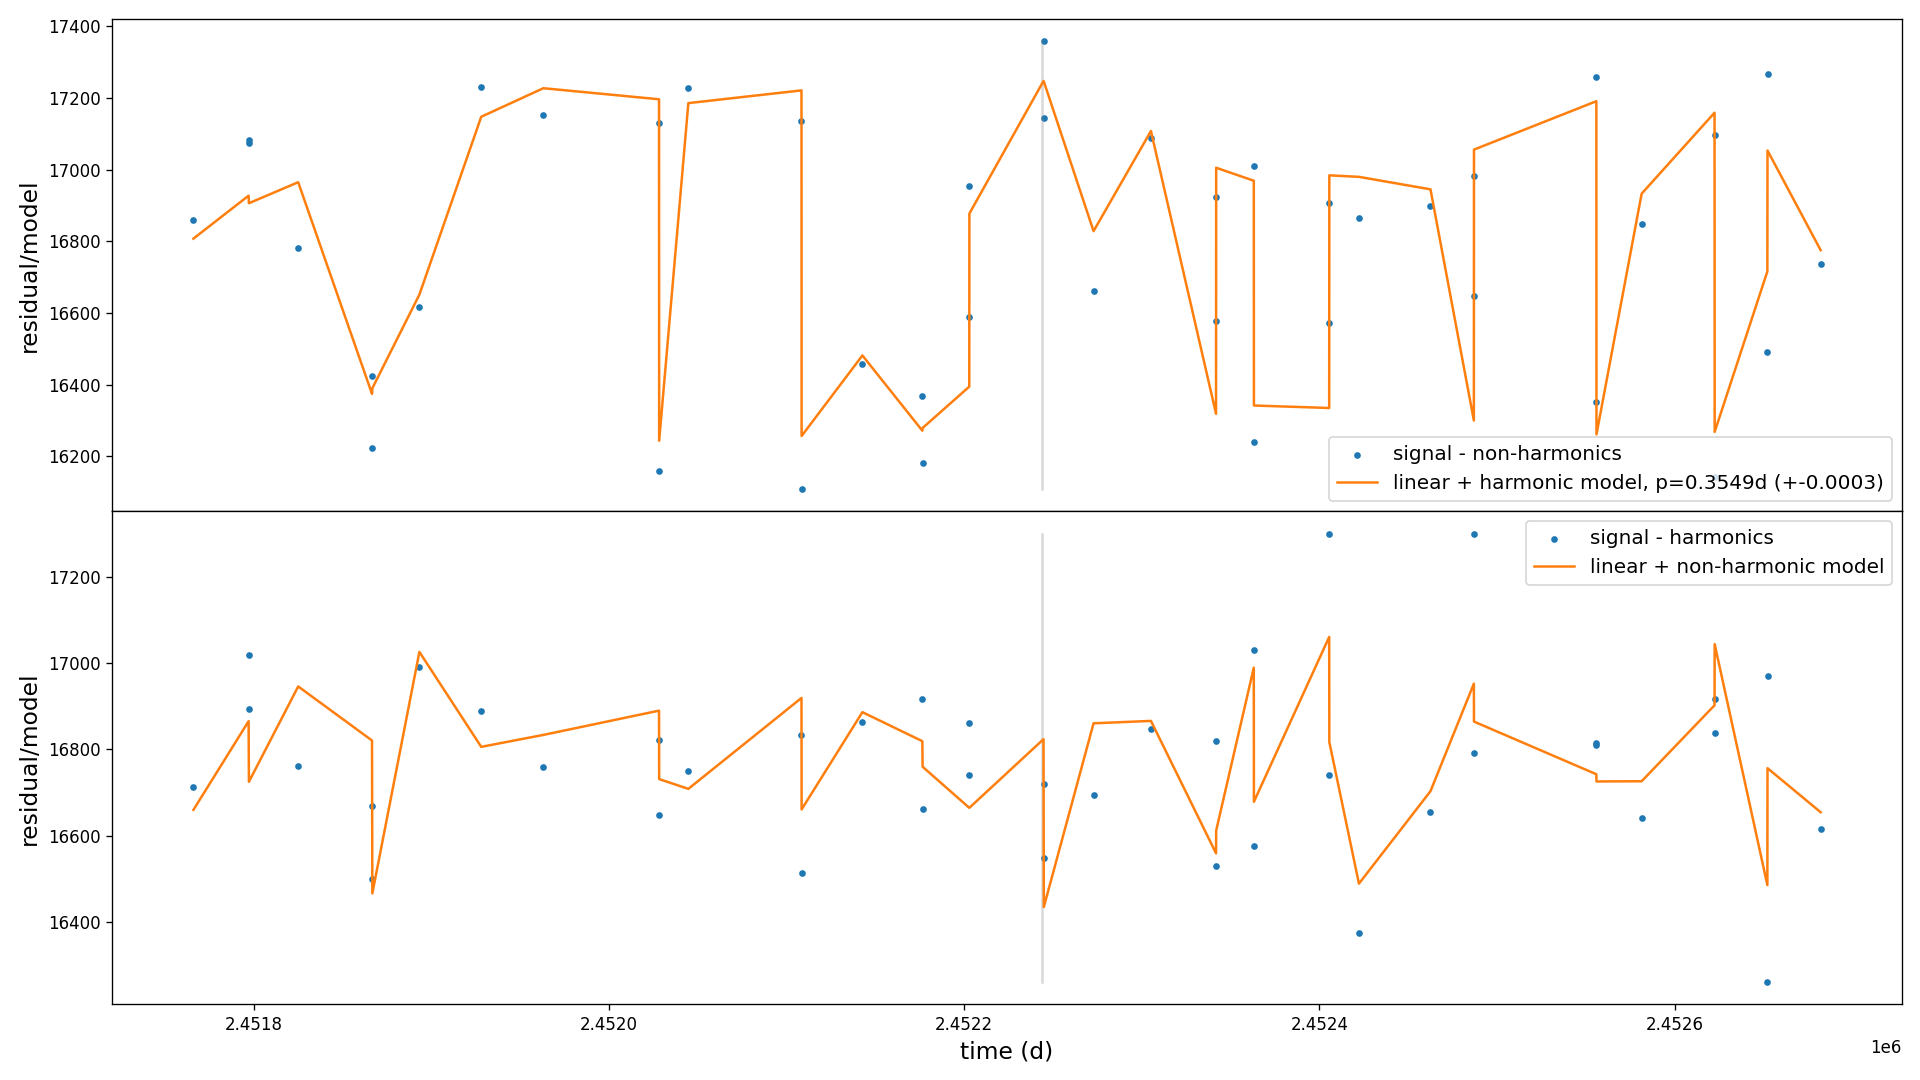 17400
17200
17000
16800
16600
16400
16200
residual/model
signal - non-harmonics
linear + harmonic model, p=0.3549d (+-0.0003)
17200
17000
16800
16600
16400
residual/model
signal - harmonics
linear + non-harmonic model
2.4518
2.4520
2.4522
2.4524
2.4526
1e6
time (d)